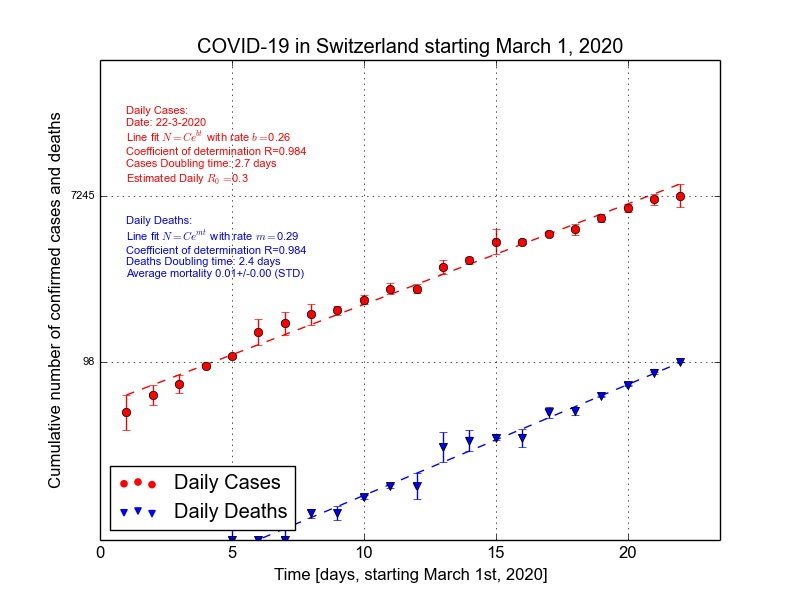 COVID-19 in Switzerland starting March 1, 2020
Daily Cases:
Date: 22-3-2020
Line fit N=Ce^{bt} with rate b=0.26
Coefficient of determination R=0.984
Cases Doubling time: 2.7 days
Estimated Daily R_0=0.3
Daily Deaths:
Line fit N=Ce^{mt} with rate m=0.29
Coefficient of determination R=0.984
Deaths Doubling time: 2.4 days
Average mortality 0.01+/-0.00 (STD)
Cumulative number of confirmed cases and deaths
7245
98
Daily Cases
Daily Deaths
0 5 10 15 20
Time [days, starting March 1st, 2020]